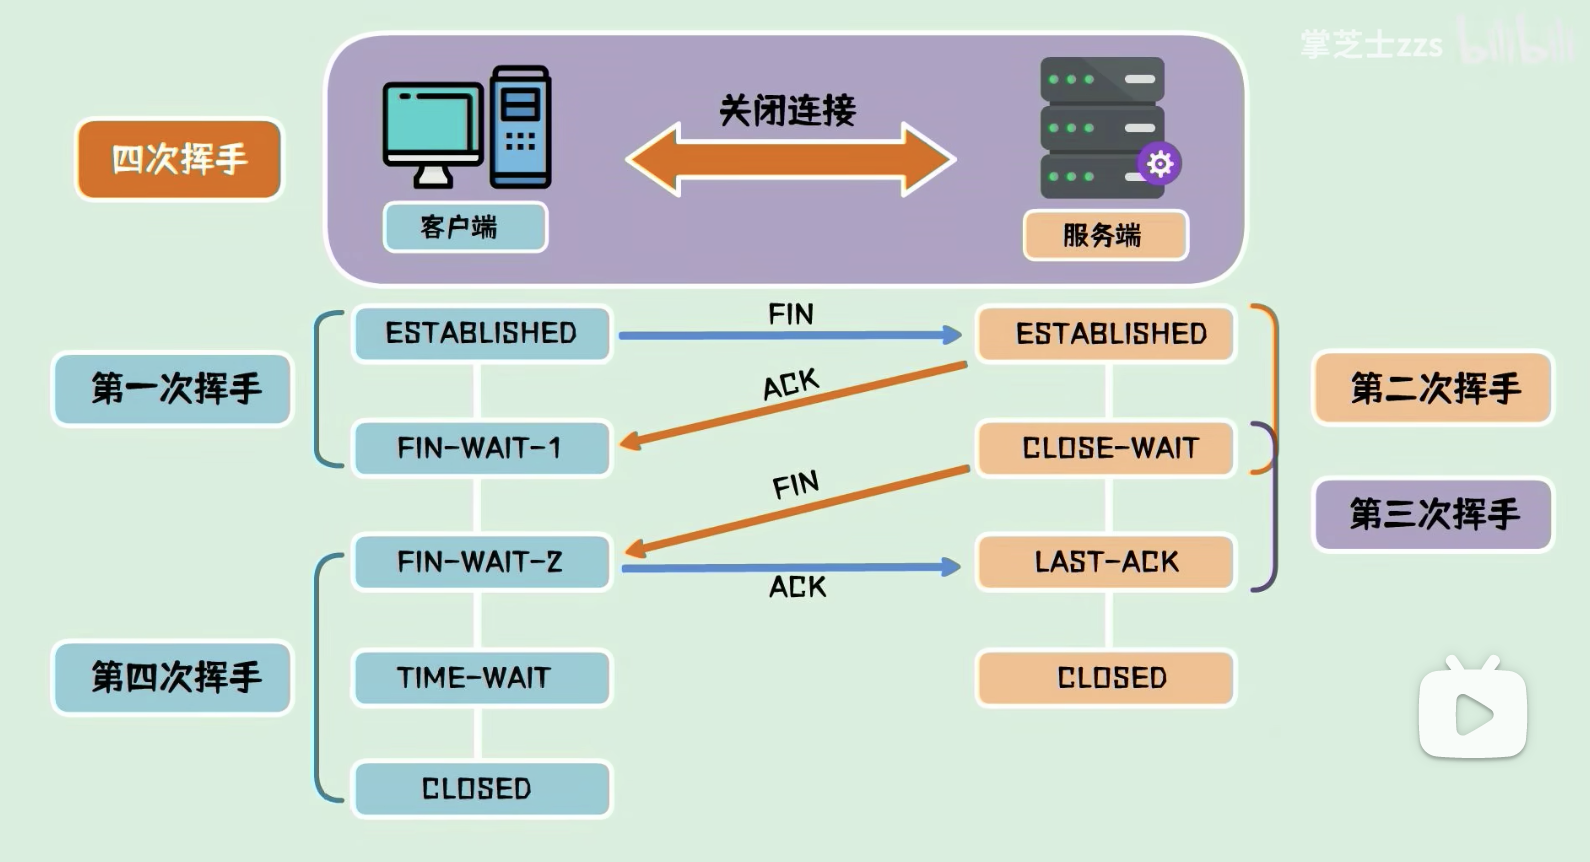 掌芝士zzs bilibili
四次挥手
关闭连接
客户端
服务端
ESTABLISHED
FIN
ESTABLISHED
第一次挥手
ACK
第二次挥手
FIN-WAIT-1
CLOSE-WAIT
FIN
第三次挥手
FIN-WAIT-2
ACK
LAST-ACK
第四次挥手
TIME-WAIT
CLOSED
CLOSED